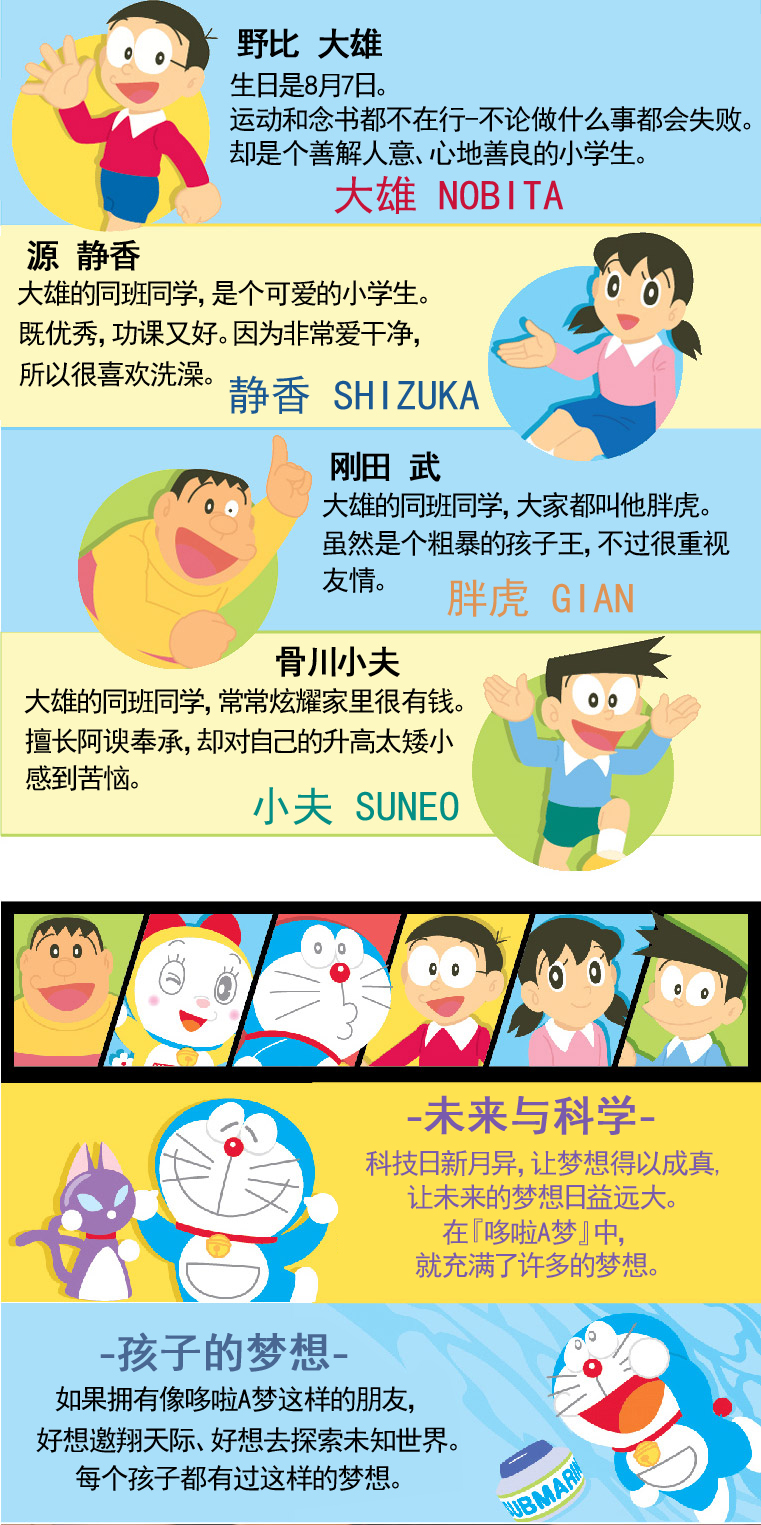 野比 大雄
生日是8月7日。
运动和念书都不在行-不论做什么事都会失败。
却是个善解人意、心地善良的小学生。
大雄 NOBITA
源 静香
大雄的同班同学，是个可爱的小学生。
既优秀，功课又好。因为非常爱干净，
所以很喜欢洗澡。
静香 SHIZUKA
刚田 武
大雄的同班同学，大家都叫他胖虎。
虽然是个粗暴的孩子王，不过很重视
友情。
胖虎 GIAN
骨川小夫
大雄的同班同学，常常炫耀家里很有钱。
擅长阿谀奉承，却对自己的升高太矮小
感到苦恼。
小夫 SUNEO
-未来与科学-
科技日新月异，让梦想得以成真，
让未来的梦想日益远大。
在『哆啦A梦』中，
就充满了许多的梦想。
-孩子的梦想-
如果拥有像哆啦A梦这样的朋友，
好想邀翔天际、好想去探索未知世界。
每个孩子都有过这样的梦想。
SUBMARIN